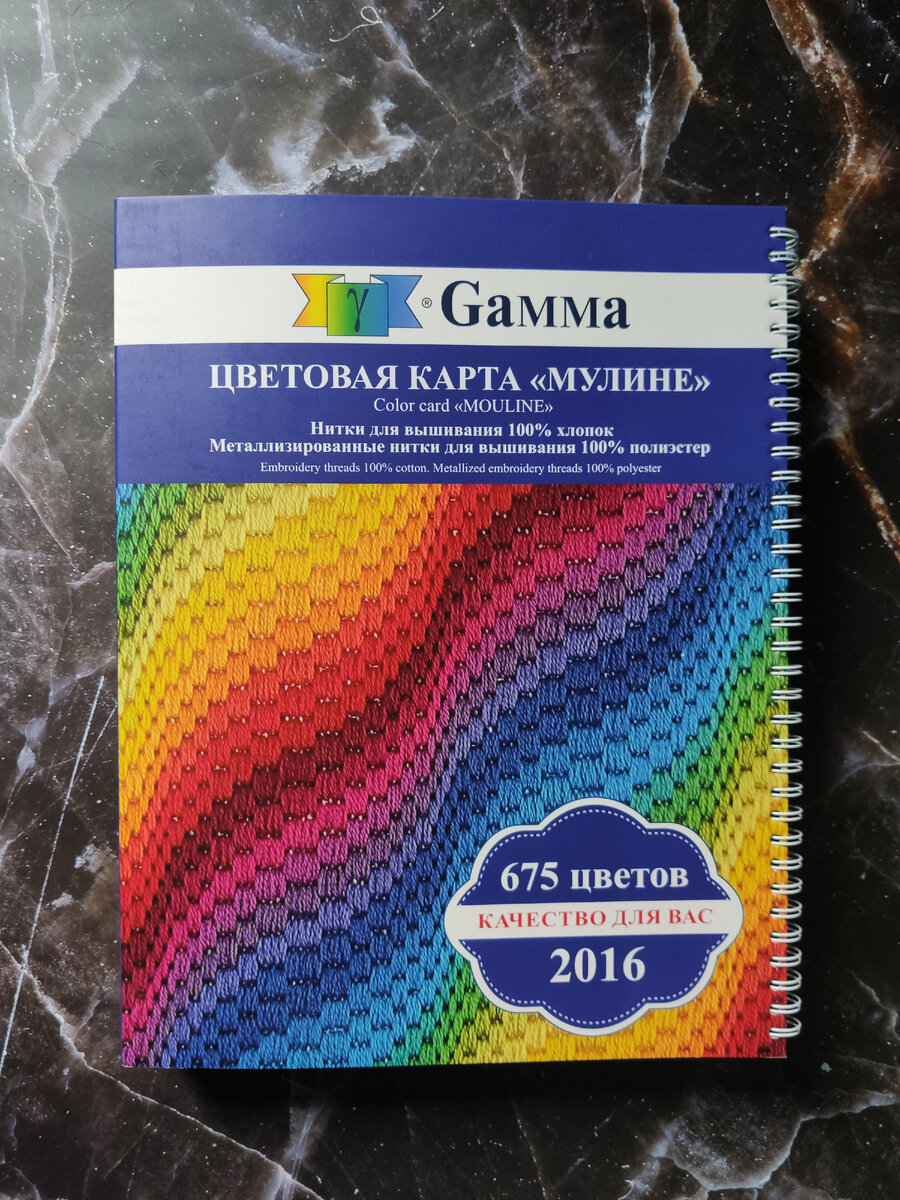 γ ® Гамма
ЦВЕТОВАЯ КАРТА «МУЛИНЕ»
Color card «MOULINE»
Нитки для вышивания 100% хлопок
Металлизированные нитки для вышивания 100% полиэстер
Embroidery threads 100% cotton. Metallized embroidery threads 100% polyester
675 цветов
КАЧЕСТВО ДЛЯ ВАС
2016